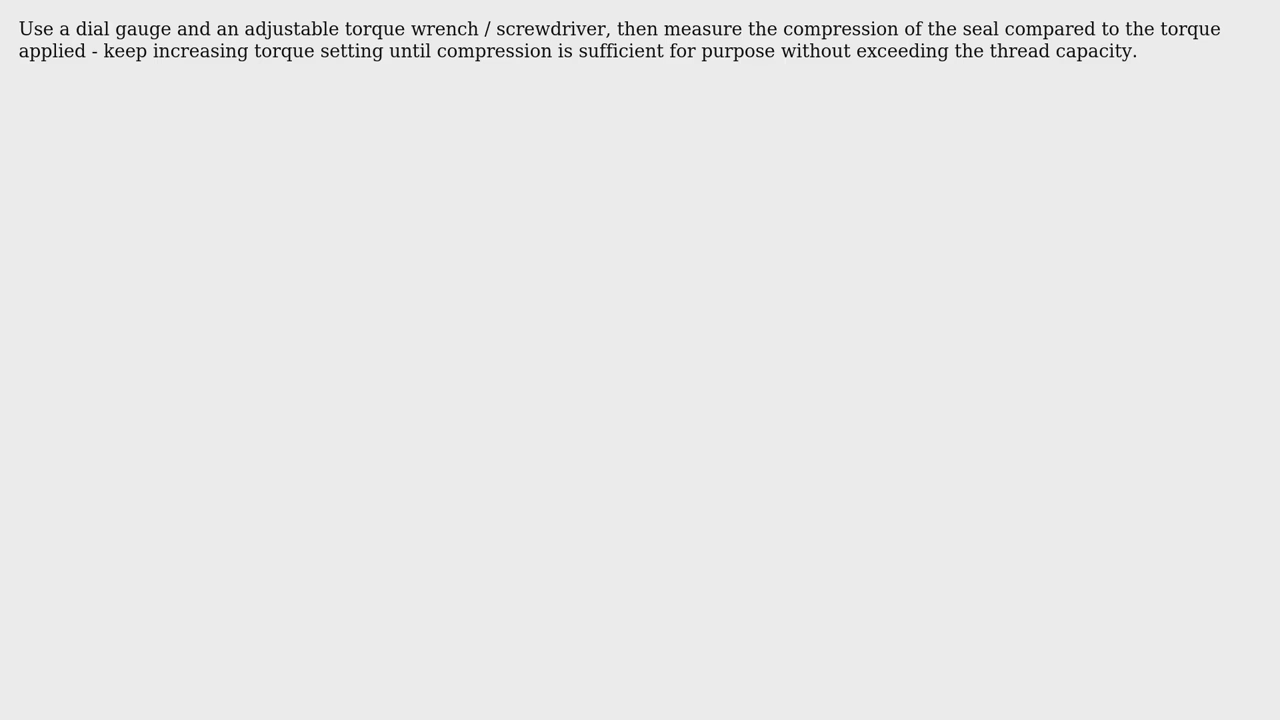 Use a dial gauge and an adjustable torque wrench / screwdriver, then measure the compression of the seal compared to the torque
applied - keep increasing torque setting until compression is sufficient for purpose without exceeding the thread capacity.